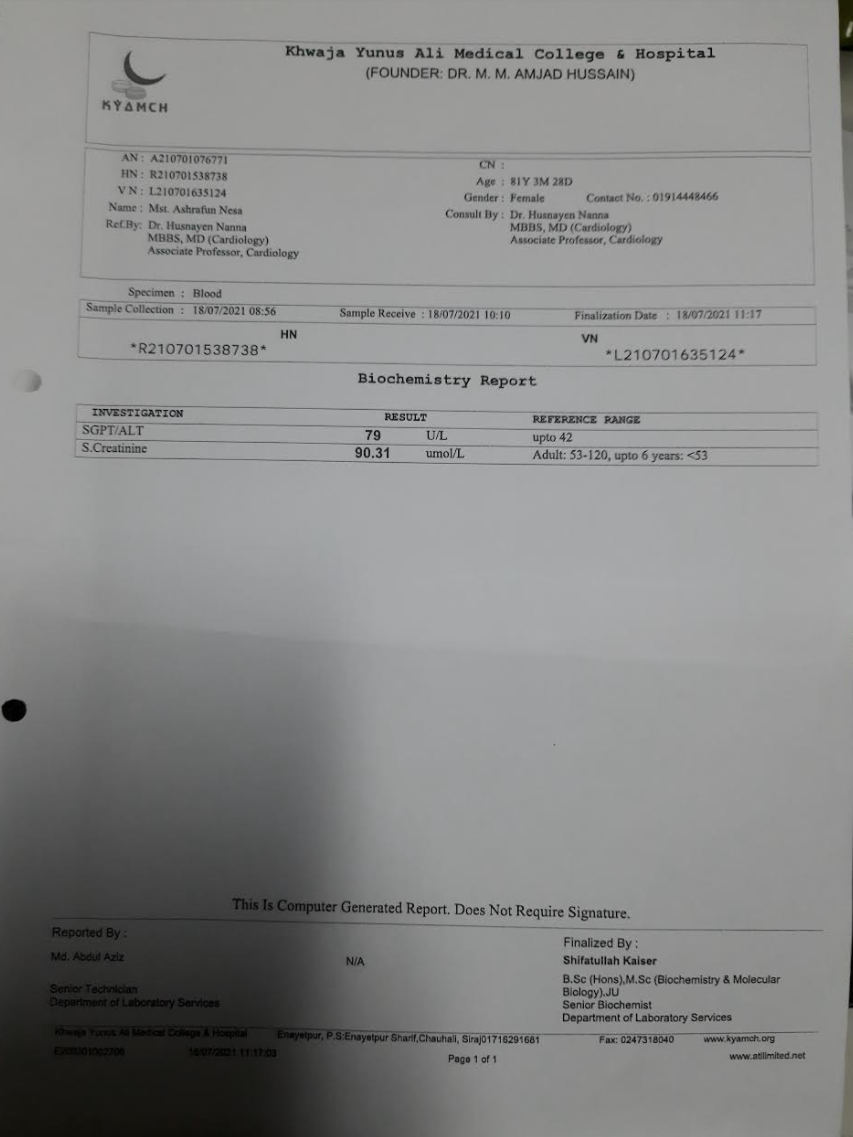 Khwaja Yunus Ali Medical College & Hospital
(FOUNDER: DR. M. M. AMJAD HUSSAIN)
KYAMCH
AN : A210701076771
HN : R210701538738
VN : L210701635124
Name : Mst. Ashrafun Nesa
Ref.By: Dr. Husnayen Nanna
MBBS, MD (Cardiology)
Associate Professor, Cardiology
CN :
Age : 81Y 3M 28D
Gender : Female Contact No. : 01914448466
Consult By : Dr. Husnayen Nanna
MBBS, MD (Cardiology)
Associate Professor, Cardiology
Specimen : Blood
Sample Collection : 18/07/2021 08:56 Sample Receive : 18/07/2021 10:10 Finalization Date : 18/07/2021 11:17
HN VN
*R210701538738* *L210701635124*
Biochemistry Report
INVESTIGATION RESULT REFERENCE RANGE
SGPT/ALT 79 U/L upto 42
S.Creatinine 90.31 umol/L Adult: 53-120, upto 6 years: <53
This Is Computer Generated Report. Does Not Require Signature.
Reported By :
Md. Abdul Aziz
Senior Technician
Department of Laboratory Services
N/A
Finalized By :
Shifatullah Kaiser
B.Sc (Hons),M.Sc (Biochemistry & Molecular
Biology),JU
Senior Biochemist
Department of Laboratory Services
Khwaja Yunus Ali Medical College & Hospital Enayetpur, P.S:Enayetpur Sharif,Chauhali, Siraj01716291681 Fax: 0247318040 www.kyamch.org
18/07/2021 11:17:03 Page 1 of 1 www.atilimited.net